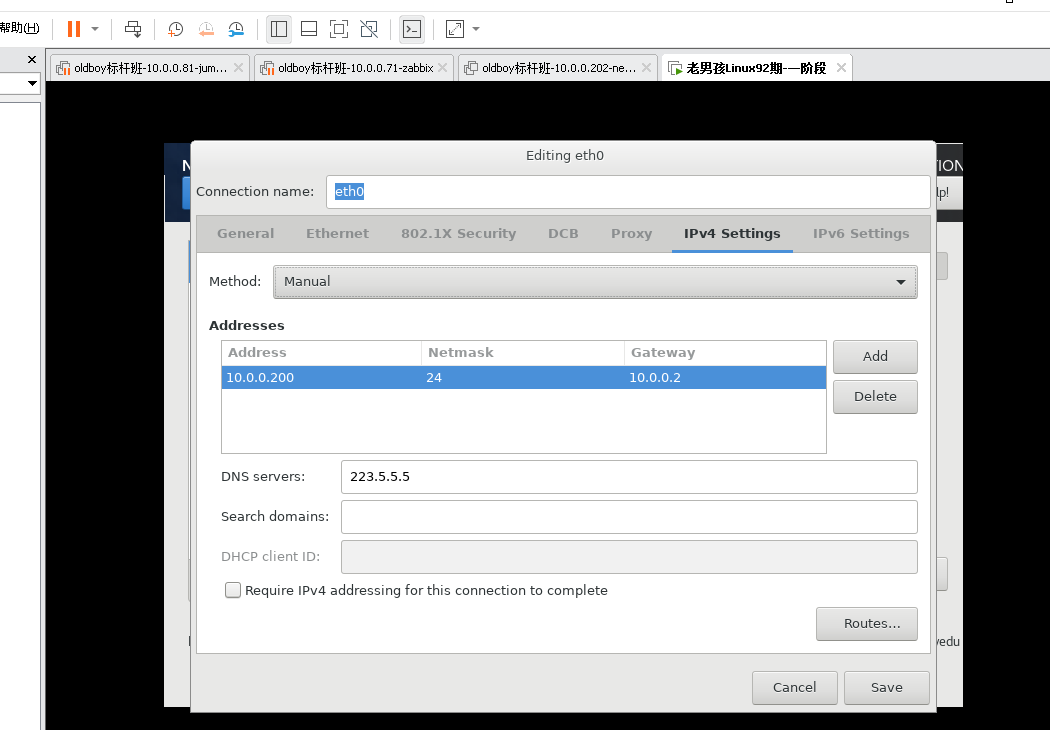 帮助(H)
oldboy标杆班-10.0.0.81-jum...
oldboy标杆班-10.0.0.71-zabbix
oldboy标杆班-10.0.0.202-ne...
老男孩Linux92期-一阶段
Editing eth0
N
TION
Connection name:
eth0
lp!
General
Ethernet
802.1X Security
DCB
Proxy
IPv4 Settings
IPv6 Settings
Method:
Manual
Addresses
Address
Netmask
Gateway
10.0.0.200
24
10.0.0.2
Add
Delete
DNS servers:
223.5.5.5
Search domains:
DHCP client ID:
Require IPv4 addressing for this connection to complete
Routes...
vedu
Cancel
Save